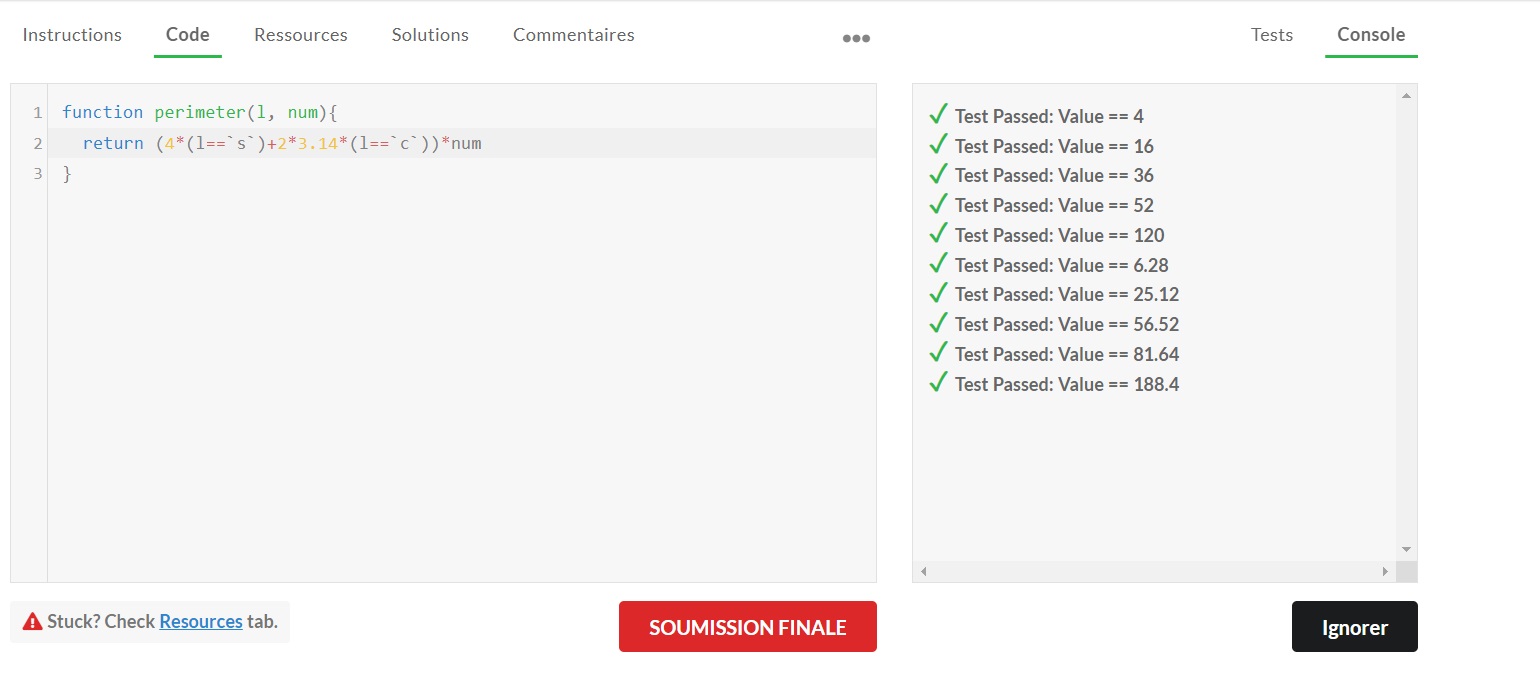 Instructions Code Ressources Solutions Commentaires ••• Tests Console
1 function perimeter(l, num){
2 return (4*(l==`s`)+2*3.14*(l==`c`))*num
3 }
✓ Test Passed: Value == 4
✓ Test Passed: Value == 16
✓ Test Passed: Value == 36
✓ Test Passed: Value == 52
✓ Test Passed: Value == 120
✓ Test Passed: Value == 6.28
✓ Test Passed: Value == 25.12
✓ Test Passed: Value == 56.52
✓ Test Passed: Value == 81.64
✓ Test Passed: Value == 188.4
Stuck? Check Resources tab.
SOUMISSION FINALE
Ignorer